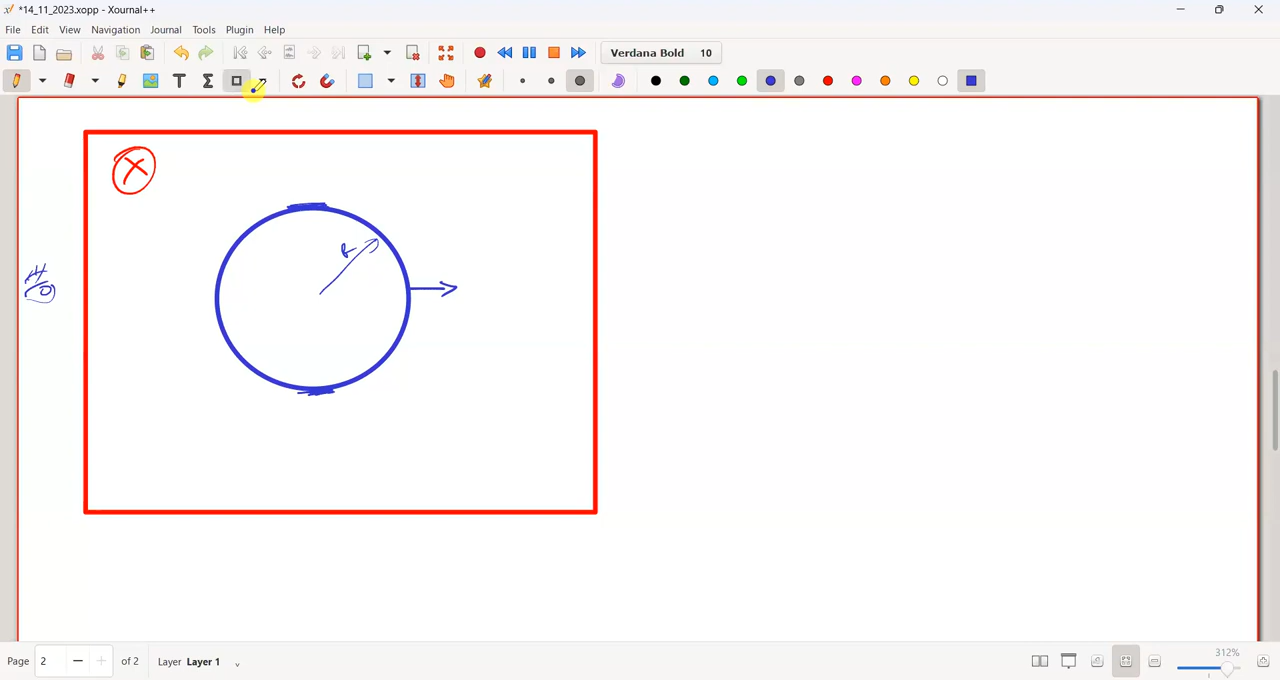 *14_11_2023.xopp - Xournal++
File Edit View Navigation Journal Tools Plugin Help
Verdana Bold 10
T Σ
X
H/O
Page 2 of 2 Layer Layer 1
312%